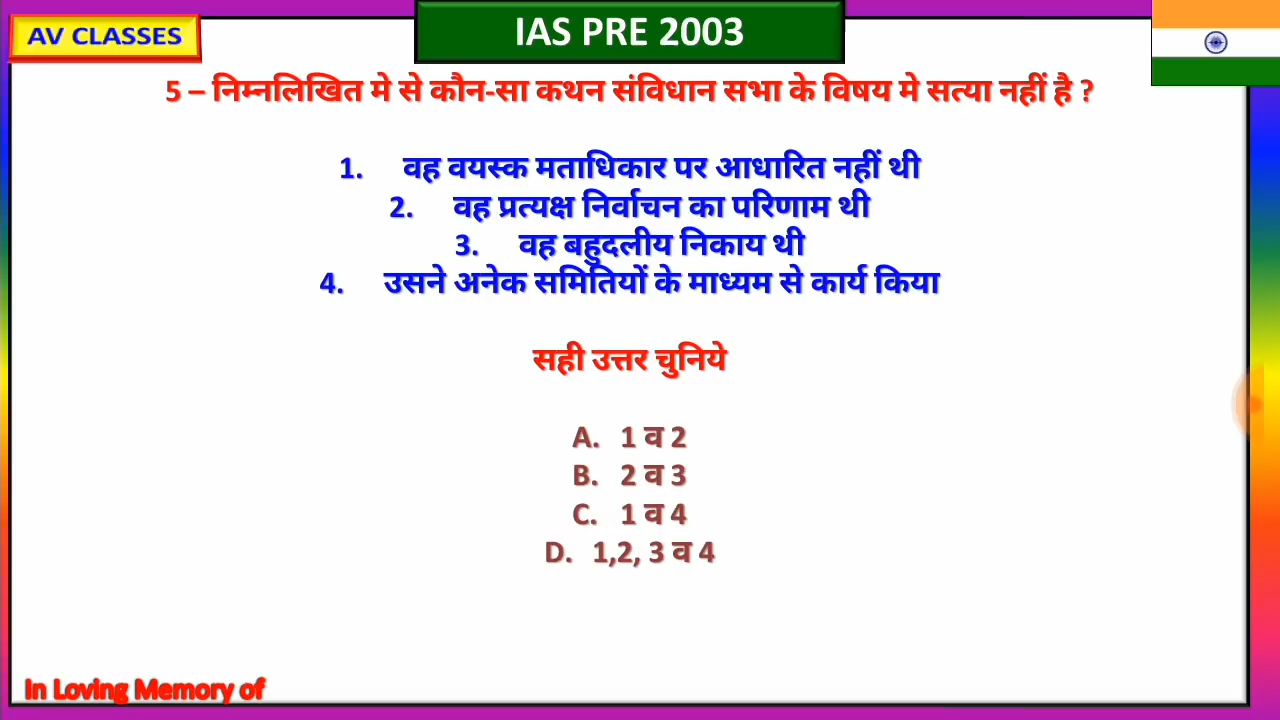 AV CLASSES
IAS PRE 2003
5 – निम्नलिखित मे से कौन-सा कथन संविधान सभा के विषय मे सत्या नहीं है ?
1. वह वयस्क मताधिकार पर आधारित नहीं थी
2. वह प्रत्यक्ष निर्वाचन का परिणाम थी
3. वह बहुदलीय निकाय थी
4. उसने अनेक समितियों के माध्यम से कार्य किया
सही उत्तर चुनिये
A. 1 व 2
B. 2 व 3
C. 1 व 4
D. 1,2, 3 व 4
In Loving Memory of